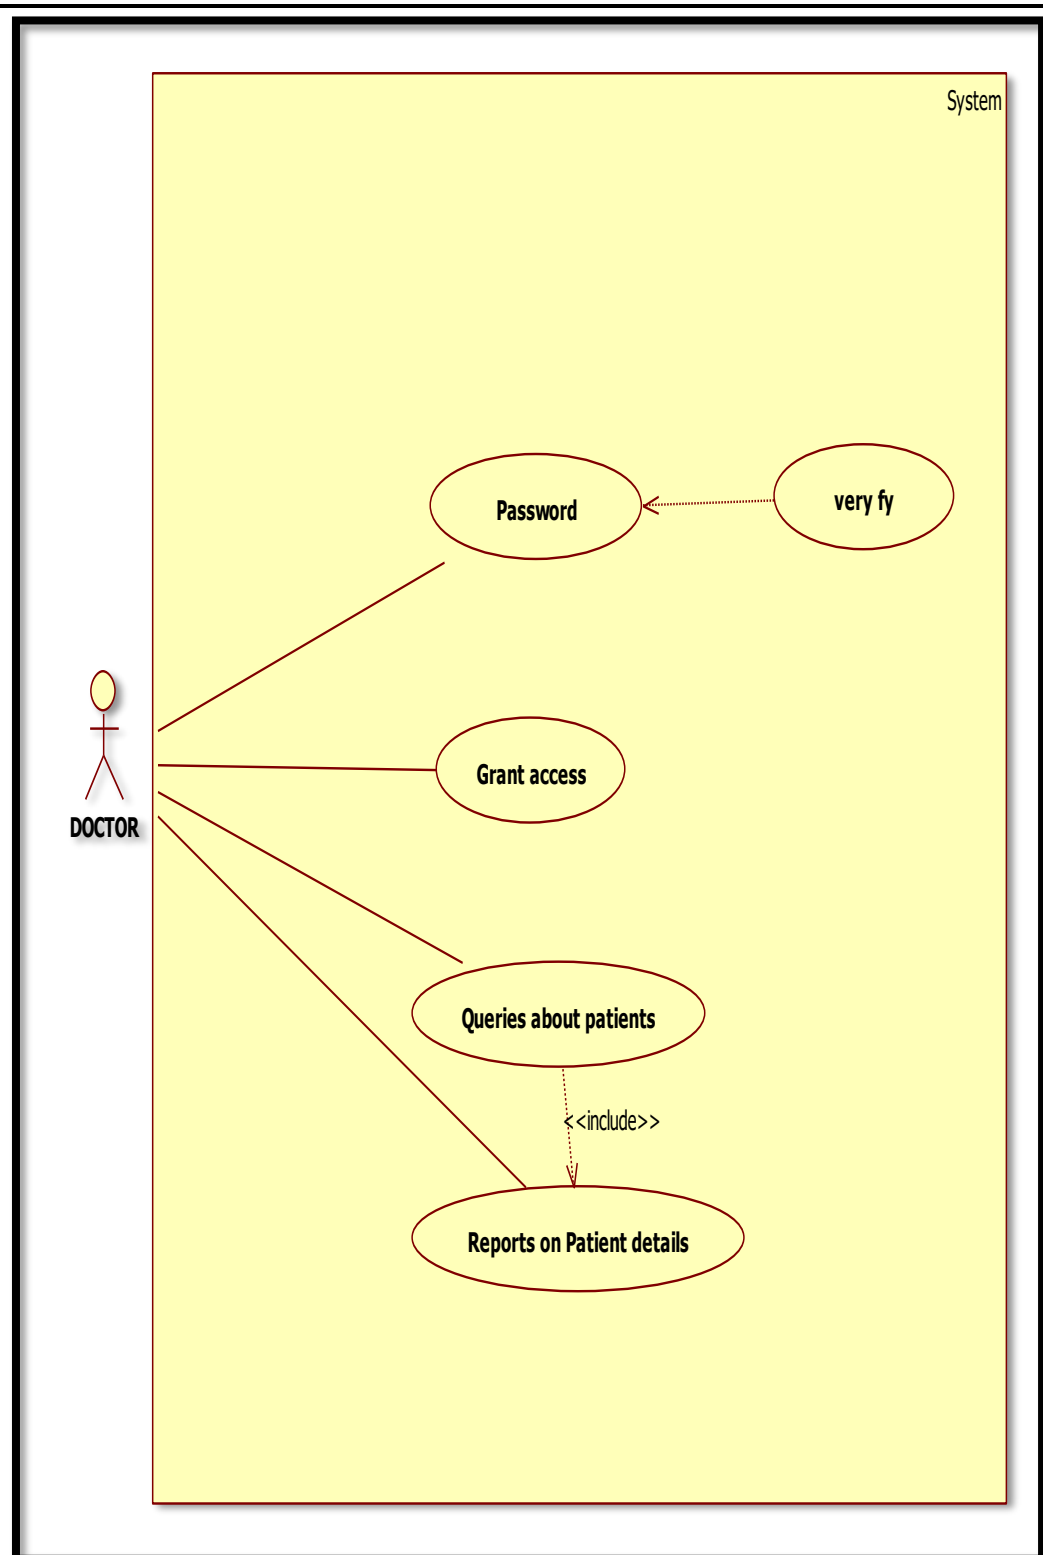 System
Password
very fy
Grant access
DOCTOR
Queries about patients
<<include>>
Reports on Patient details